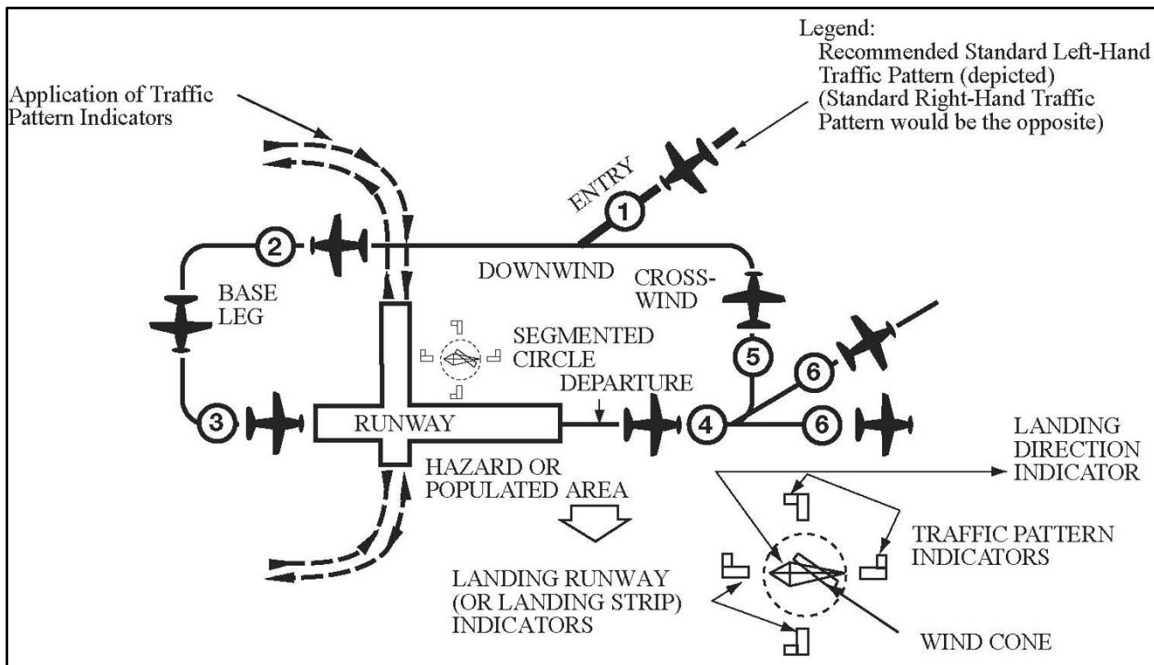 Legend:
Recommended Standard Left-Hand
Traffic Pattern (depicted)
(Standard Right-Hand Traffic
Pattern would be the opposite)
Application of Traffic
Pattern Indicators
ENTRY
1
2
DOWNWIND
CROSS-
WIND
BASE
LEG
SEGMENTED
CIRCLE
5
6
DEPARTURE
3
RUNWAY
4
6
HAZARD OR
POPULATED AREA
LANDING
DIRECTION
INDICATOR
TRAFFIC PATTERN
INDICATORS
LANDING RUNWAY
(OR LANDING STRIP)
INDICATORS
WIND CONE